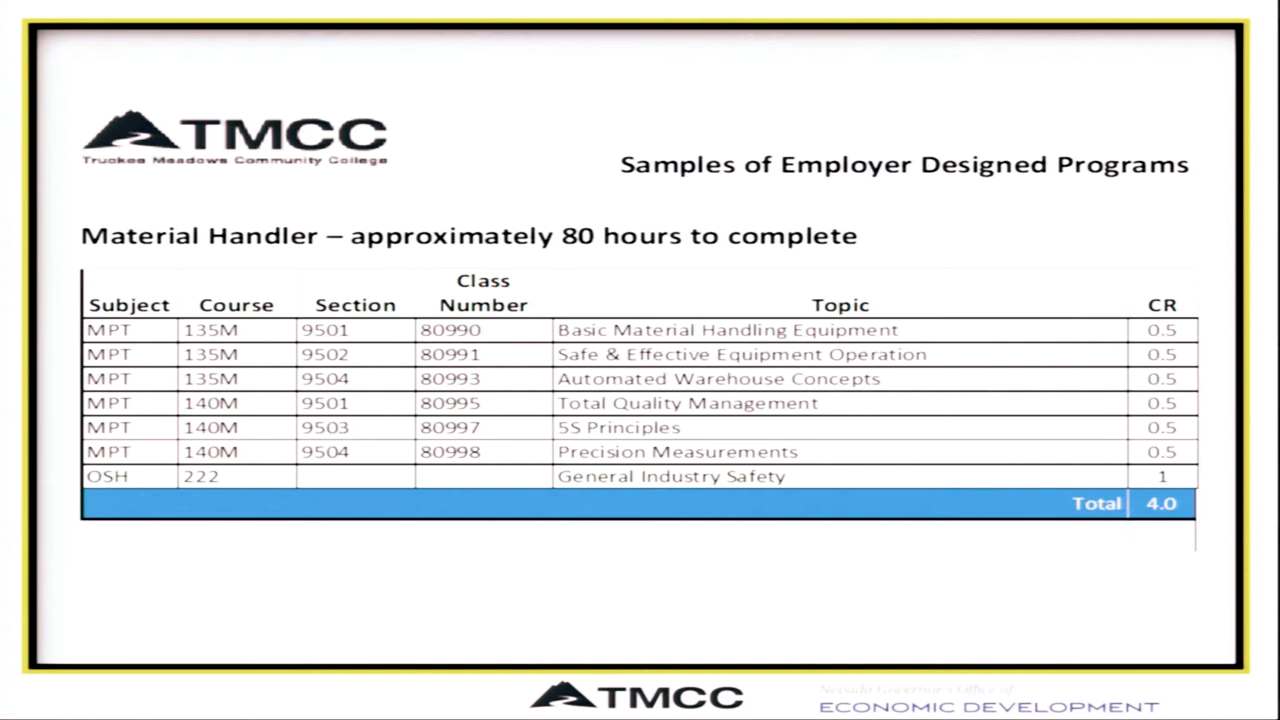 TMCC
Truckee Meadows Community College
Samples of Employer Designed Programs
Material Handler – approximately 80 hours to complete
Subject Course Section Class Number Topic CR
MPT 135M 9501 80990 Basic Material Handling Equipment 0.5
MPT 135M 9502 80991 Safe & Effective Equipment Operation 0.5
MPT 135M 9504 80993 Automated Warehouse Concepts 0.5
MPT 140M 9501 80995 Total Quality Management 0.5
MPT 140M 9503 80997 5S Principles 0.5
MPT 140M 9504 80998 Precision Measurements 0.5
OSH 222 General Industry Safety 1
Total 4.0
TMCC
Nevada Governor's Office of
ECONOMIC DEVELOPMENT